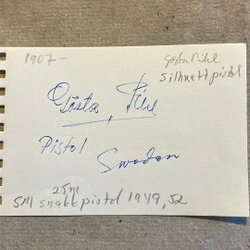 1907-
Gösta Pihl
Silhuettpistol
Gösta Pihl
Pistol
Sweden
25m
SM snabbpistol 1949, 52